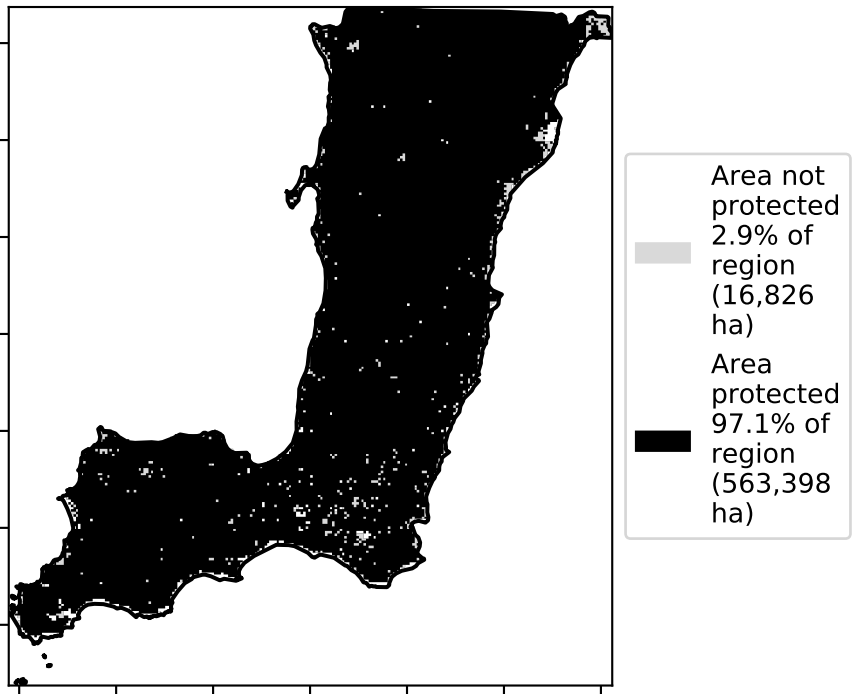 Area not
protected
2.9% of
region
(16,826
ha)
Area
protected
97.1% of
region
(563,398
ha)